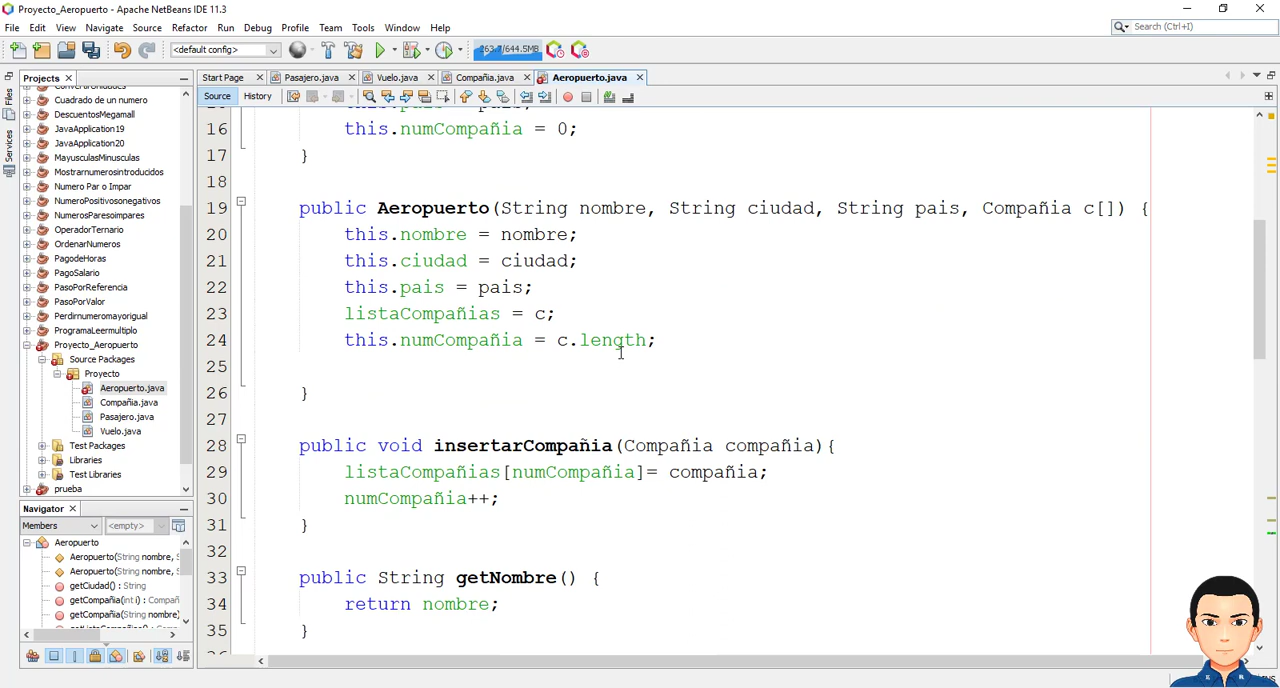 Proyecto_Aeropuerto - Apache NetBeans IDE 11.3
File Edit View Navigate Source Refactor Run Debug Profile Team Tools Window Help
Search (Ctrl+I)
<default config>
263.7/644.5MB
Files
Services
Projects
Start Page
Pasajero.java
Vuelo.java
Compañia.java
Aeropuerto.java
Source History
Cuadrado de un numero
DescuentosMegamall
JavaApplication19
JavaApplication20
MayusculasMinusculas
Mostrarnumerosintroducidos
Numero Par o Impar
NumeroPositivosonegativos
NumerosParesoimpares
OperadorTernario
OrdenarNumeros
PagodeHoras
PagoSalario
PasoPorReferencia
PasoPorValor
Perdirnumeromayorigual
ProgramaLeermultiplo
Proyecto_Aeropuerto
Source Packages
Proyecto
Aeropuerto.java
Compañia.java
Pasajero.java
Vuelo.java
Test Packages
Libraries
Test Libraries
prueba
16 this.numCompañia = 0;
17 }
18
19 public Aeropuerto(String nombre, String ciudad, String pais, Compañia c[]) {
20 this.nombre = nombre;
21 this.ciudad = ciudad;
22 this.pais = pais;
23 listaCompañias = c;
24 this.numCompañia = c.length;
25
26 }
27
28 public void insertarCompañia(Compañia compañia){
29 listaCompañias[numCompañia]= compañia;
30 numCompañia++;
31 }
32
33 public String getNombre() {
34 return nombre;
35 }
Navigator
Members
<empty>
Aeropuerto
Aeropuerto(String nombre, S
Aeropuerto(String nombre, S
getCiudad() : String
getCompañia(int i) : Compañ
getCompañia(String nombre)